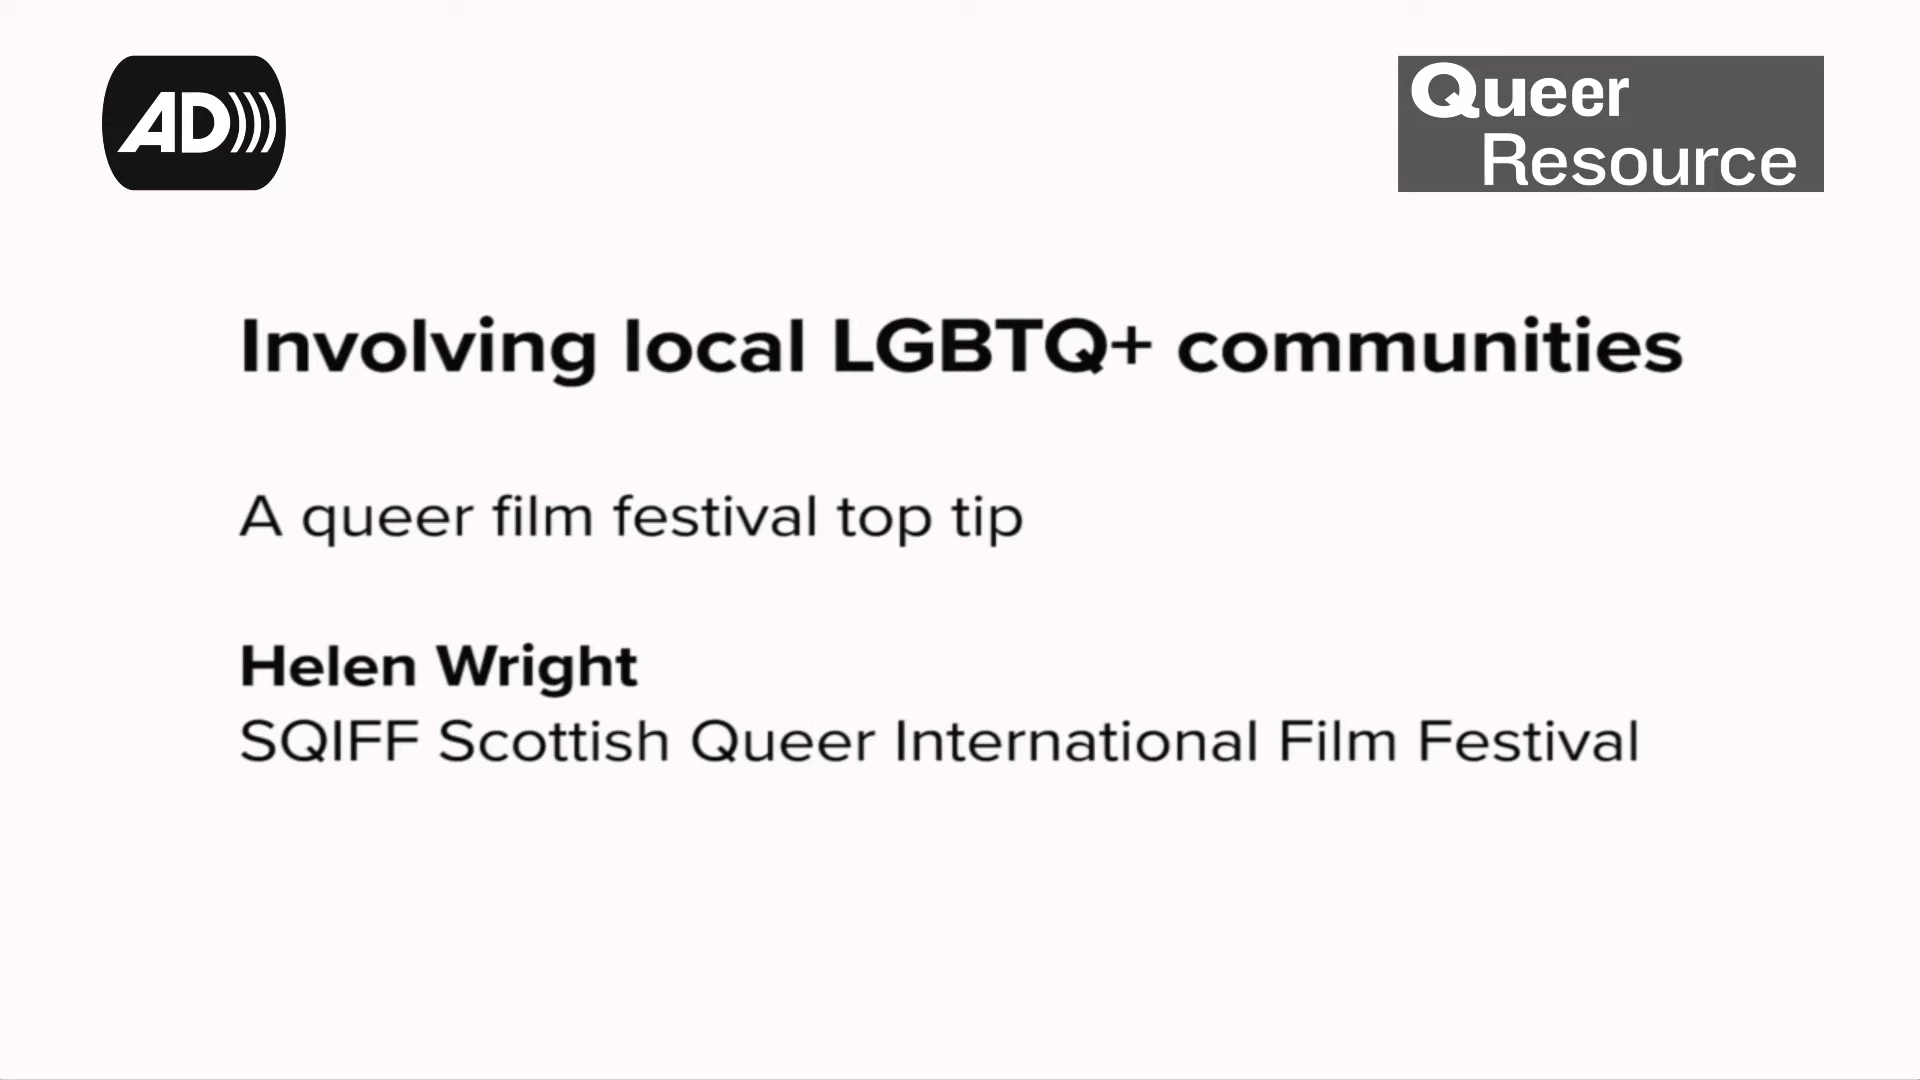 AD
Queer
Resource
Involving local LGBTQ+ communities
A queer film festival top tip
Helen Wright
SQIFF Scottish Queer International Film Festival